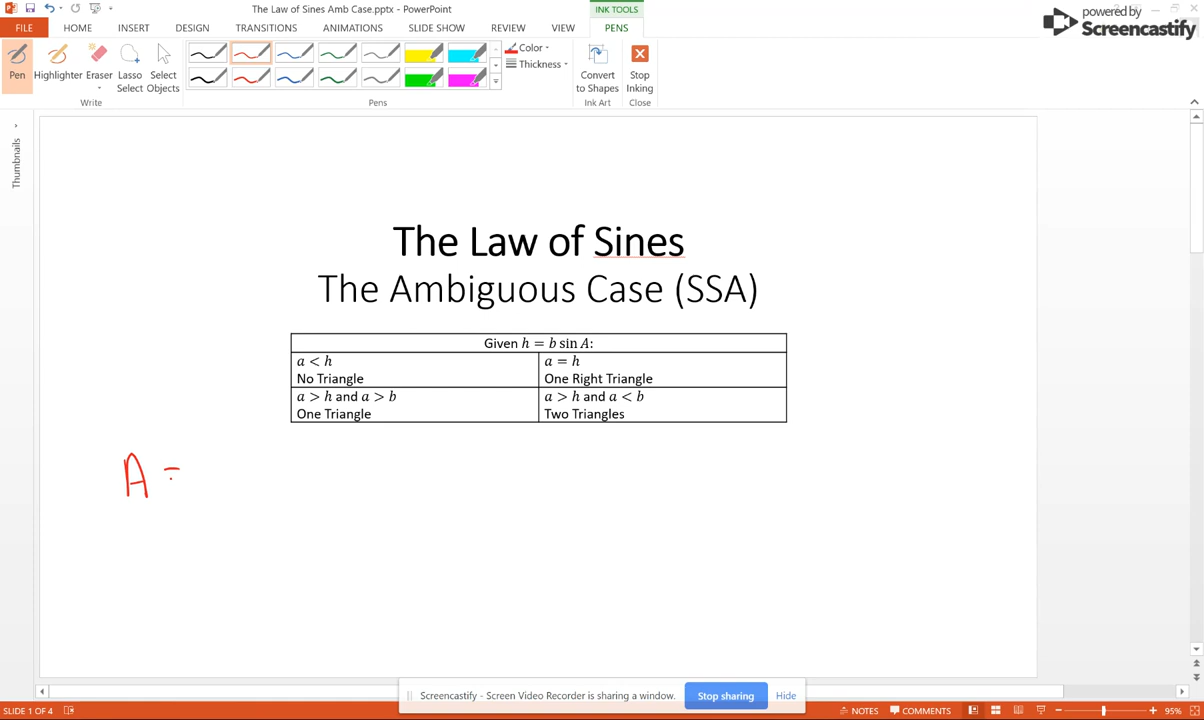 The Law of Sines Amb Case.pptx - PowerPoint
INK TOOLS
powered by
Screencastify
FILE HOME INSERT DESIGN TRANSITIONS ANIMATIONS SLIDE SHOW REVIEW VIEW PENS
Pen Highlighter Eraser Lasso Select Select Objects
Color
Thickness
Convert to Shapes
Stop Inking
Write Pens Ink Art Close
Thumbnails
The Law of Sines
The Ambiguous Case (SSA)
Given h = b sin A:
a < h
No Triangle
a = h
One Right Triangle
a > h and a > b
One Triangle
a > h and a < b
Two Triangles
A =
Screencastify - Screen Video Recorder is sharing a window. Stop sharing Hide
SLIDE 1 OF 4 NOTES COMMENTS 95%